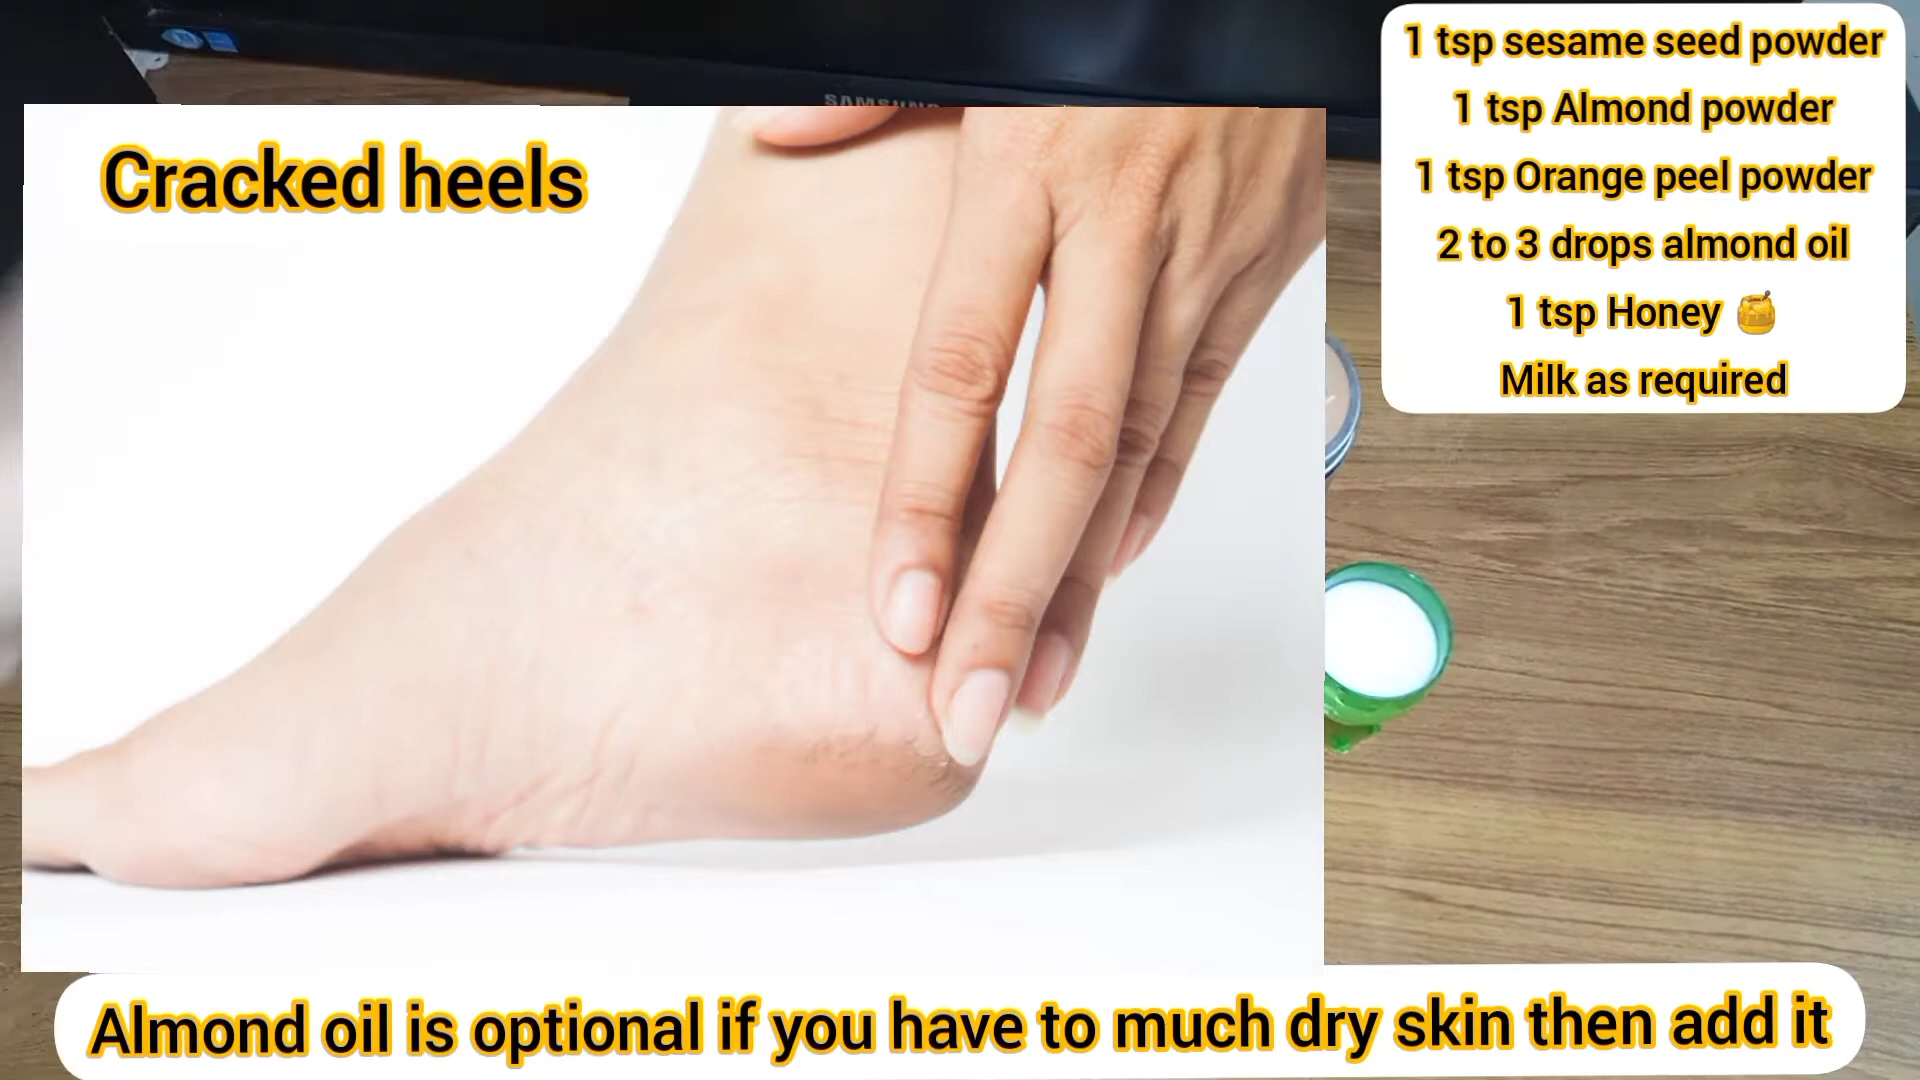 SAMSUNG
Cracked heels
1 tsp sesame seed powder
1 tsp Almond powder
1 tsp Orange peel powder
2 to 3 drops almond oil
1 tsp Honey 🍯
Milk as required
Almond oil is optional if you have to much dry skin then add it